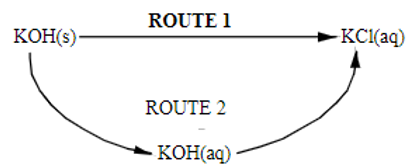 ROUTE 1
KOH(s) KCl(aq)
ROUTE 2
KOH(aq)